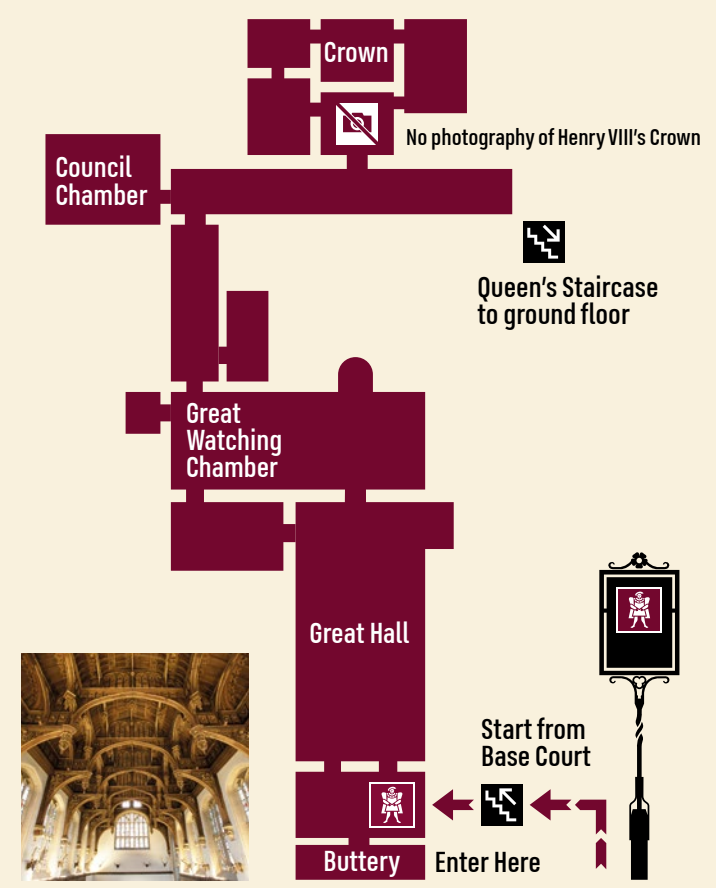 Crown
No photography of Henry VIII's Crown
Council
Chamber
Queen's Staircase
to ground floor
Great
Watching
Chamber
Great Hall
Start from
Base Court
Buttery
Enter Here